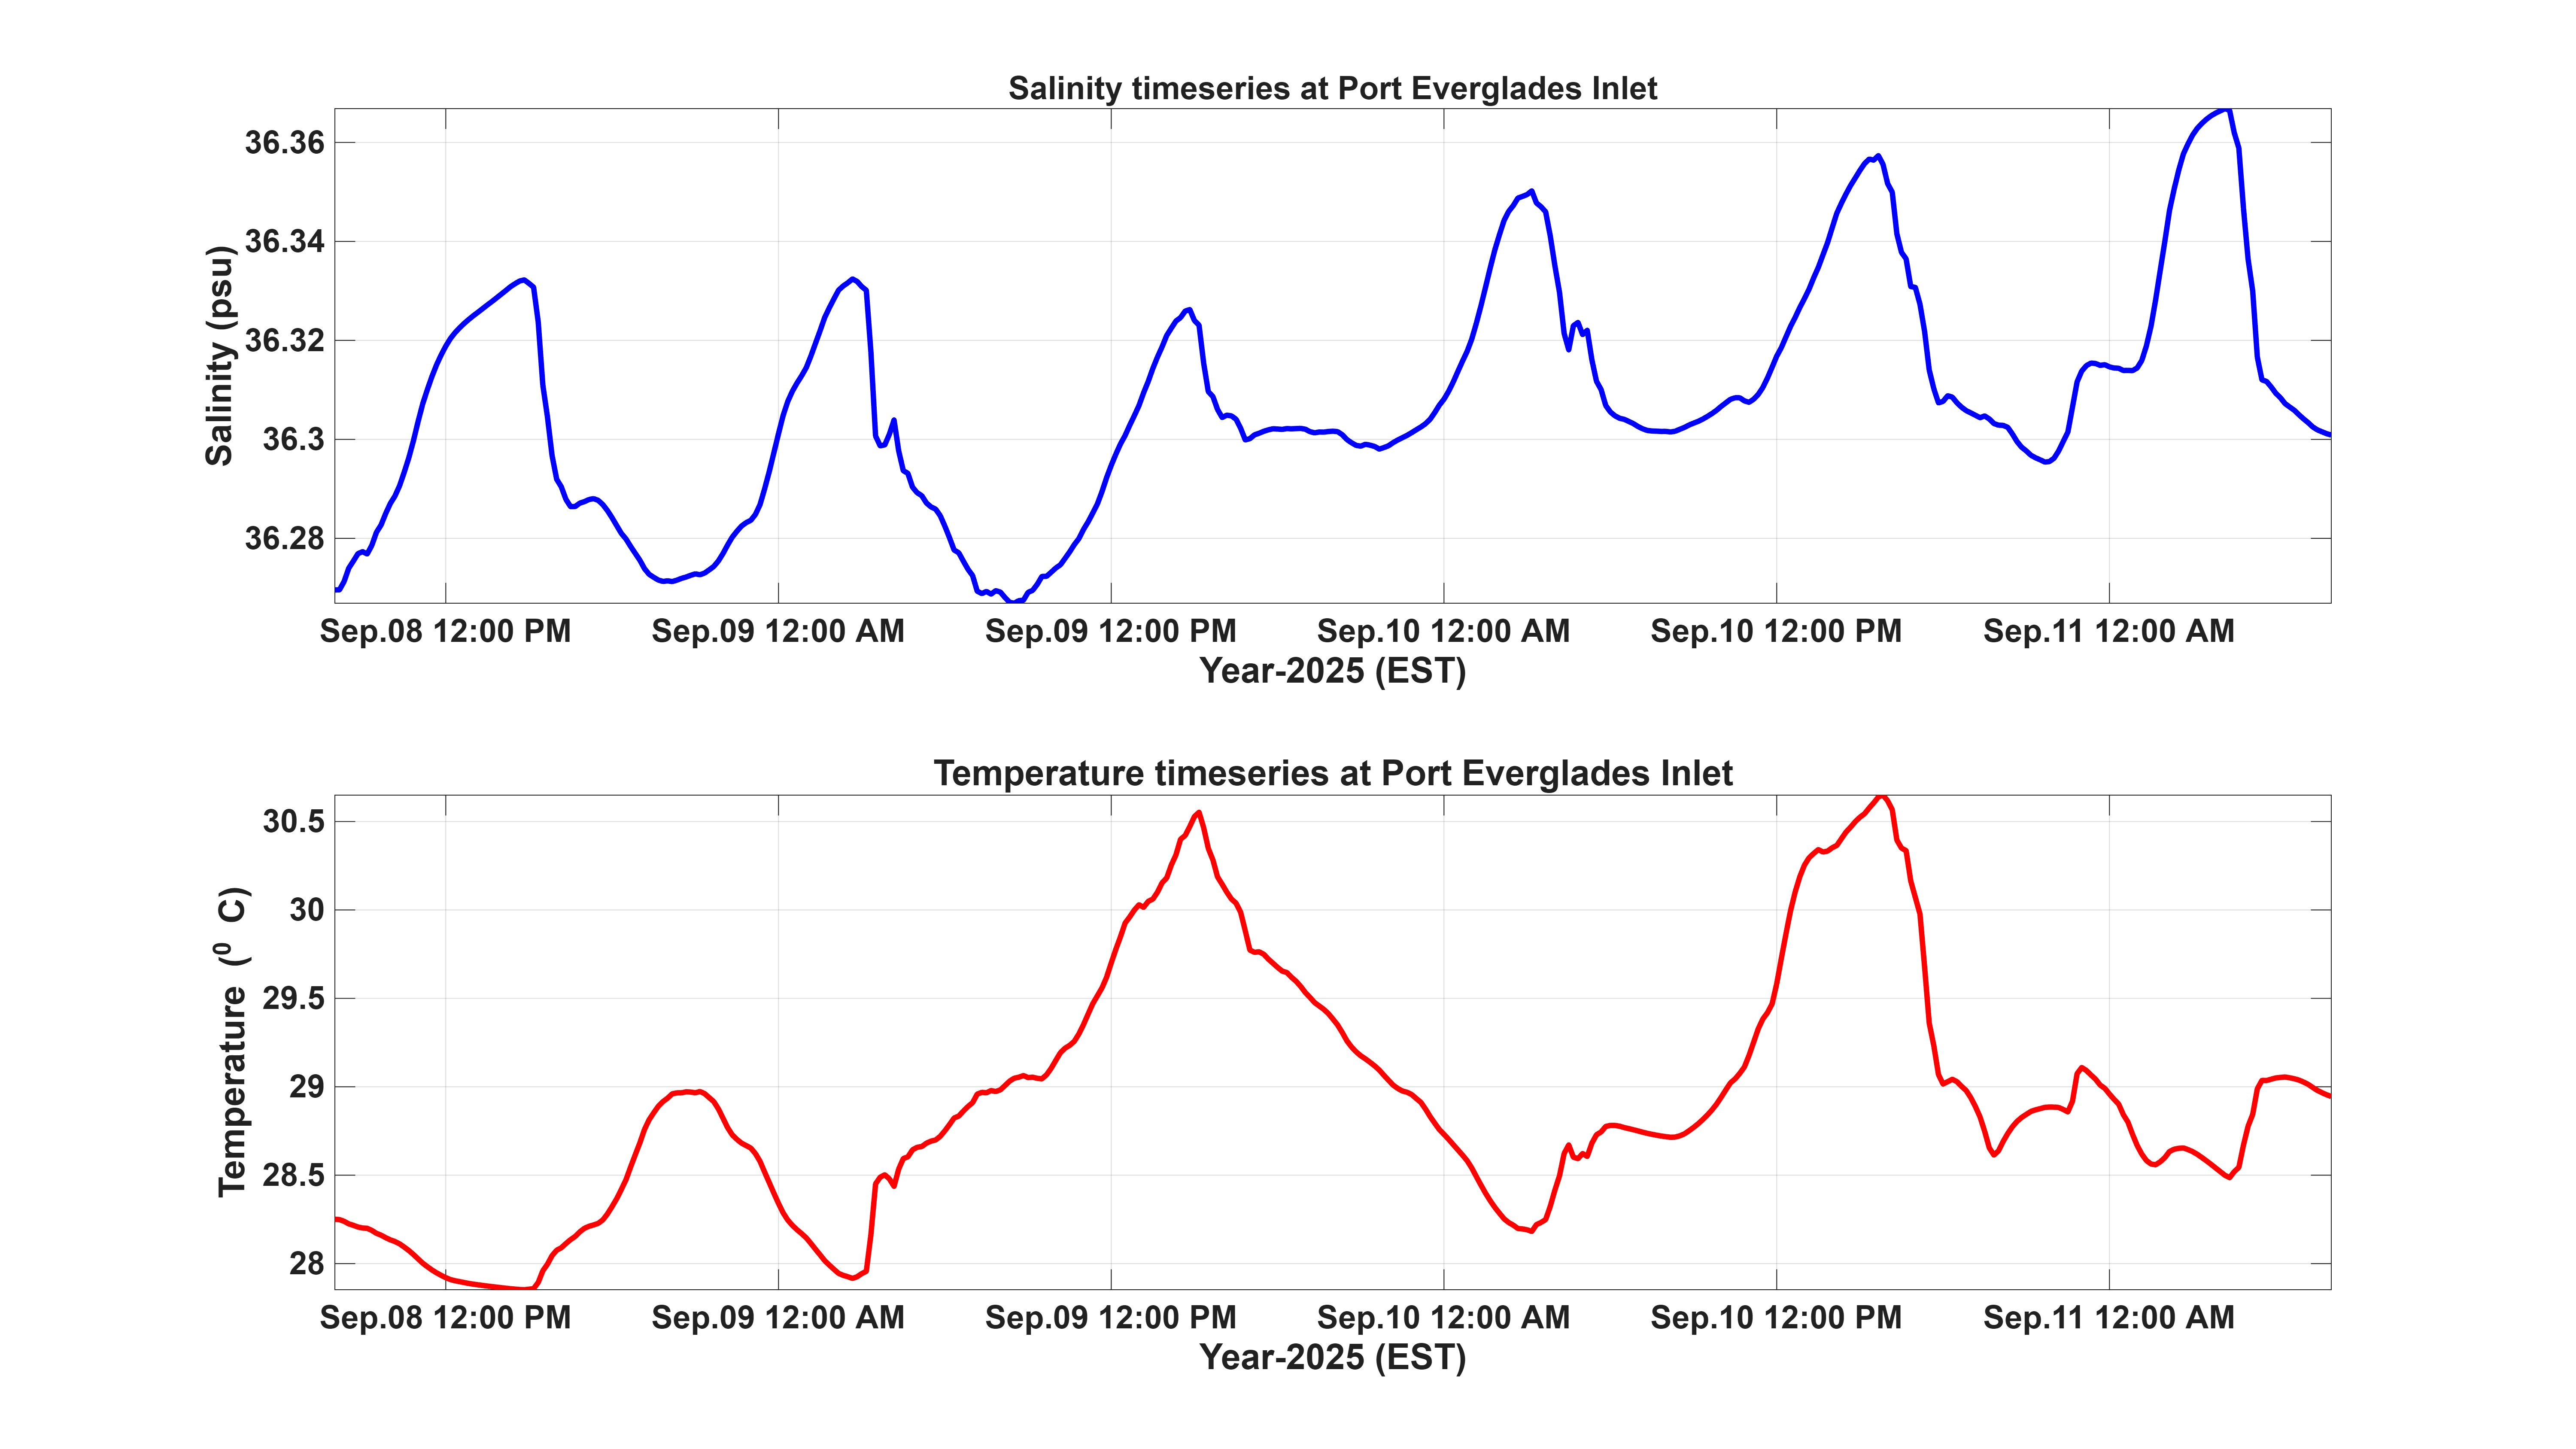 Salinity timeseries at Port Everglades Inlet
Salinity (psu)
36.36
36.34
36.32
36.3
36.28
Sep.08 12:00 PM Sep.09 12:00 AM Sep.09 12:00 PM Sep.10 12:00 AM Sep.10 12:00 PM Sep.11 12:00 AM
Year-2025 (EST)
Temperature timeseries at Port Everglades Inlet
Temperature (⁰ C)
30.5
30
29.5
29
28.5
28
Sep.08 12:00 PM Sep.09 12:00 AM Sep.09 12:00 PM Sep.10 12:00 AM Sep.10 12:00 PM Sep.11 12:00 AM
Year-2025 (EST)